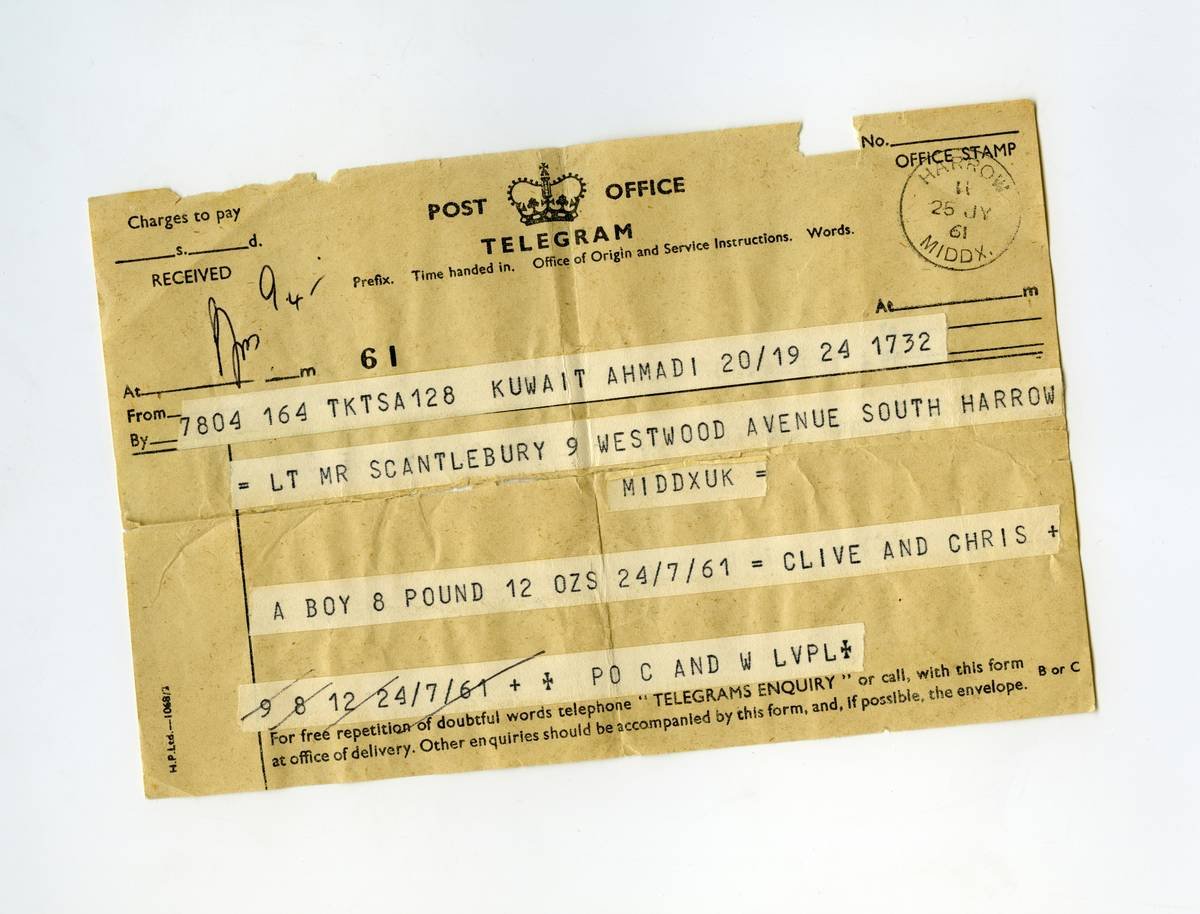 No.
OFFICE STAMP
HARROW
H
25 JY
61
MIDDX.
Charges to pay
s. d.
RECEIVED
POST OFFICE
TELEGRAM
Prefix. Time handed in. Office of Origin and Service Instructions. Words.
At m
61
At m
From
By
7804 164 TKTSA128 KUWAIT AHMADI 20/19 24 1732
= LT MR SCANTLEBURY 9 WESTWOOD AVENUE SOUTH HARROW
MIDDXUK =
A BOY 8 POUND 12 OZS 24/7/61 = CLIVE AND CHRIS +
9 8 12 24/7/61 + ✠ PO C AND W LVPL✠
For free repetition of doubtful words telephone "TELEGRAMS ENQUIRY" or call, with this form
at office of delivery. Other enquiries should be accompanied by this form, and, if possible, the envelope.
B or C
H.P.Ltd.—1068/2